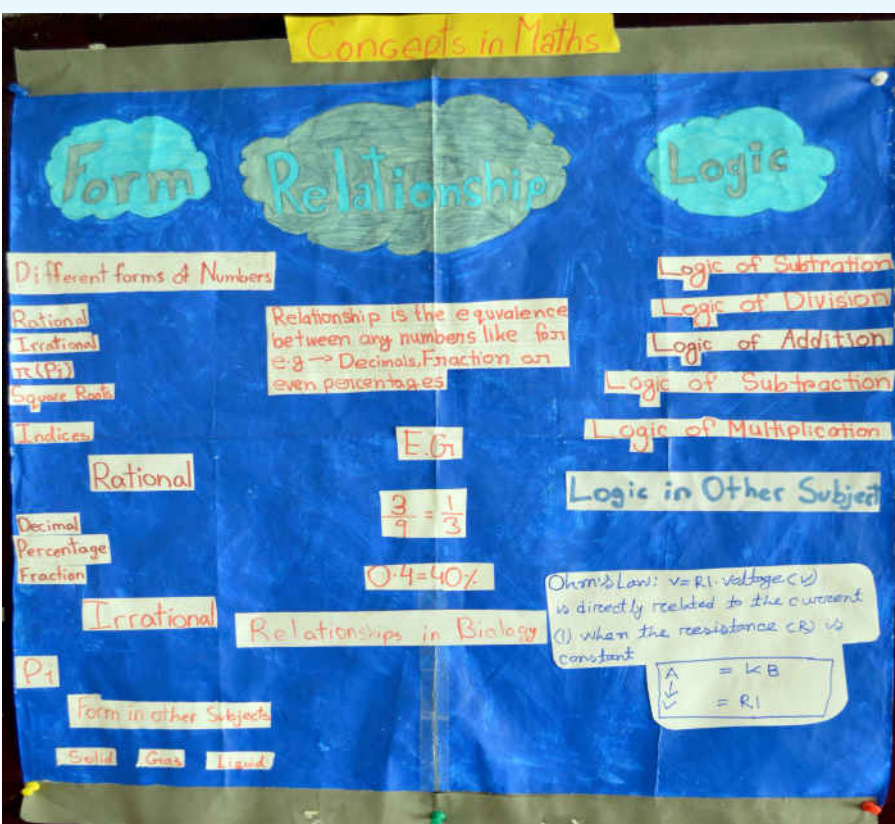 Concepts in Maths
Form
Relationship
Logic
Different forms of Numbers
Rational
Irrational
π(Pi)
Square Roots
Indices
Rational
Decimal
Percentage
Fraction
Irrational
Pi
Form in other Subjects
Solid Gas Liquid
Relationship is the equvalence
between any numbers like for
e.g → Decimals, Fraction or
even percentages
E.G
3/9 = 1/3
0.4=40%
Relationships in Biology
Logic of Subtration
Logic of Division
Logic of Addition
Logic of Subtraction
Logic of Multiplication
Logic in Other Subject
Ohm's Law: V=RI. Voltage (V)
is directly reelated to the current
(I) when the reesistance (R) is
constant
A = KB
↓
V = RI